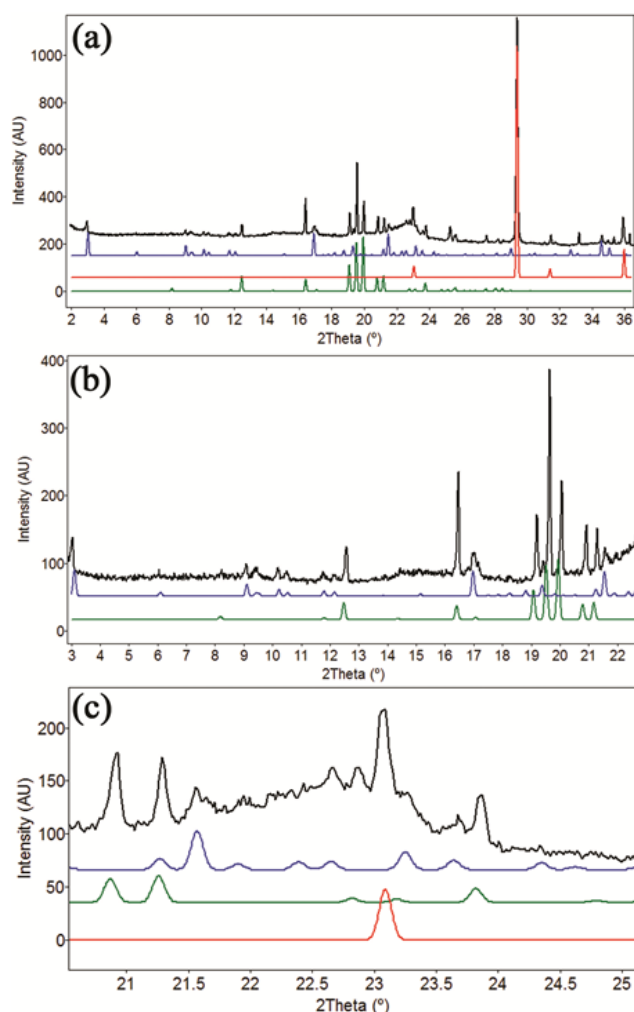 (a)
Intensity (AU)
1000
800
600
400
200
0
2 4 6 8 10 12 14 16 18 20 22 24 26 28 30 32 34 36
2Theta (º)
(b)
Intensity (AU)
400
300
200
100
0
3 4 5 6 7 8 9 10 11 12 13 14 15 16 17 18 19 20 21 22
2Theta (º)
(c)
Intensity (AU)
200
150
100
50
0
21 21.5 22 22.5 23 23.5 24 24.5 25
2Theta (º)